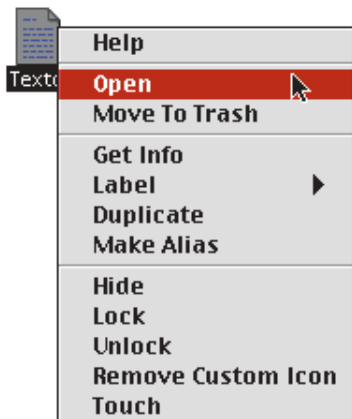 Help
Texto
Open
Move To Trash
Get Info
Label
Duplicate
Make Alias
Hide
Lock
Unlock
Remove Custom Icon
Touch